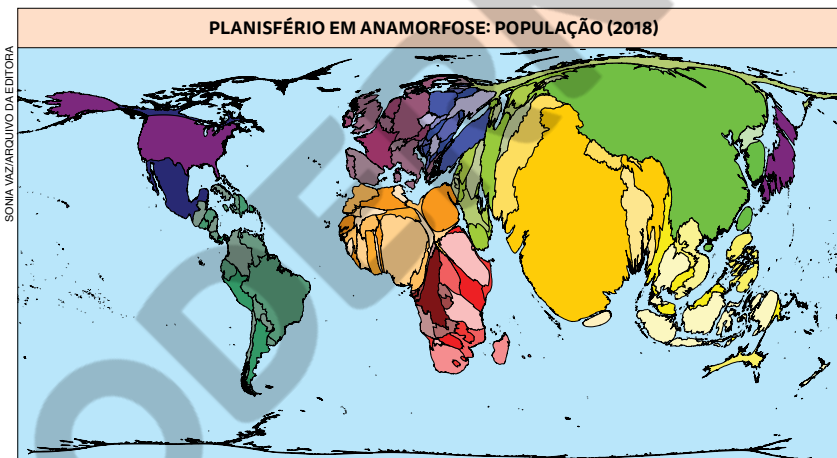 PLANISFÉRIO EM ANAMORFOSE: POPULAÇÃO (2018)
SONIA VAZ/ARQUIVO DA EDITORA